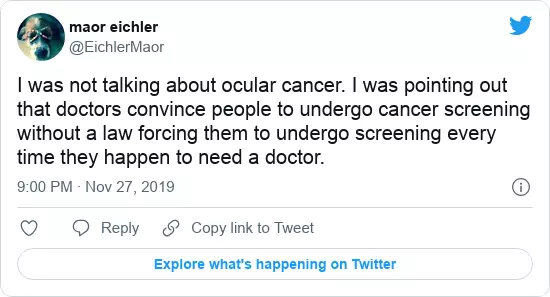 maor eichler
@EichlerMaor
I was not talking about ocular cancer. I was pointing out
that doctors convince people to undergo cancer screening
without a law forcing them to undergo screening every
time they happen to need a doctor.
9:00 PM · Nov 27, 2019
Reply
Copy link to Tweet
Explore what's happening on Twitter